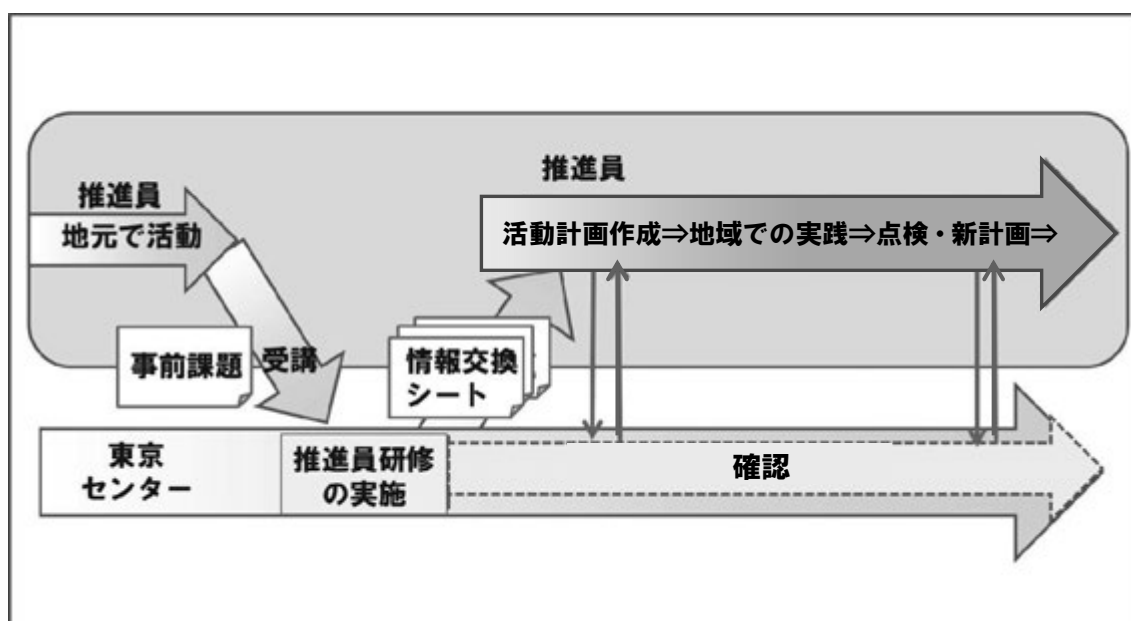 推進員
地元で活動
推進員
活動計画作成⇒地域での実践⇒点検・新計画⇒
事前課題
受講
情報交換
シート
東京
センター
推進員研修
の実施
確認